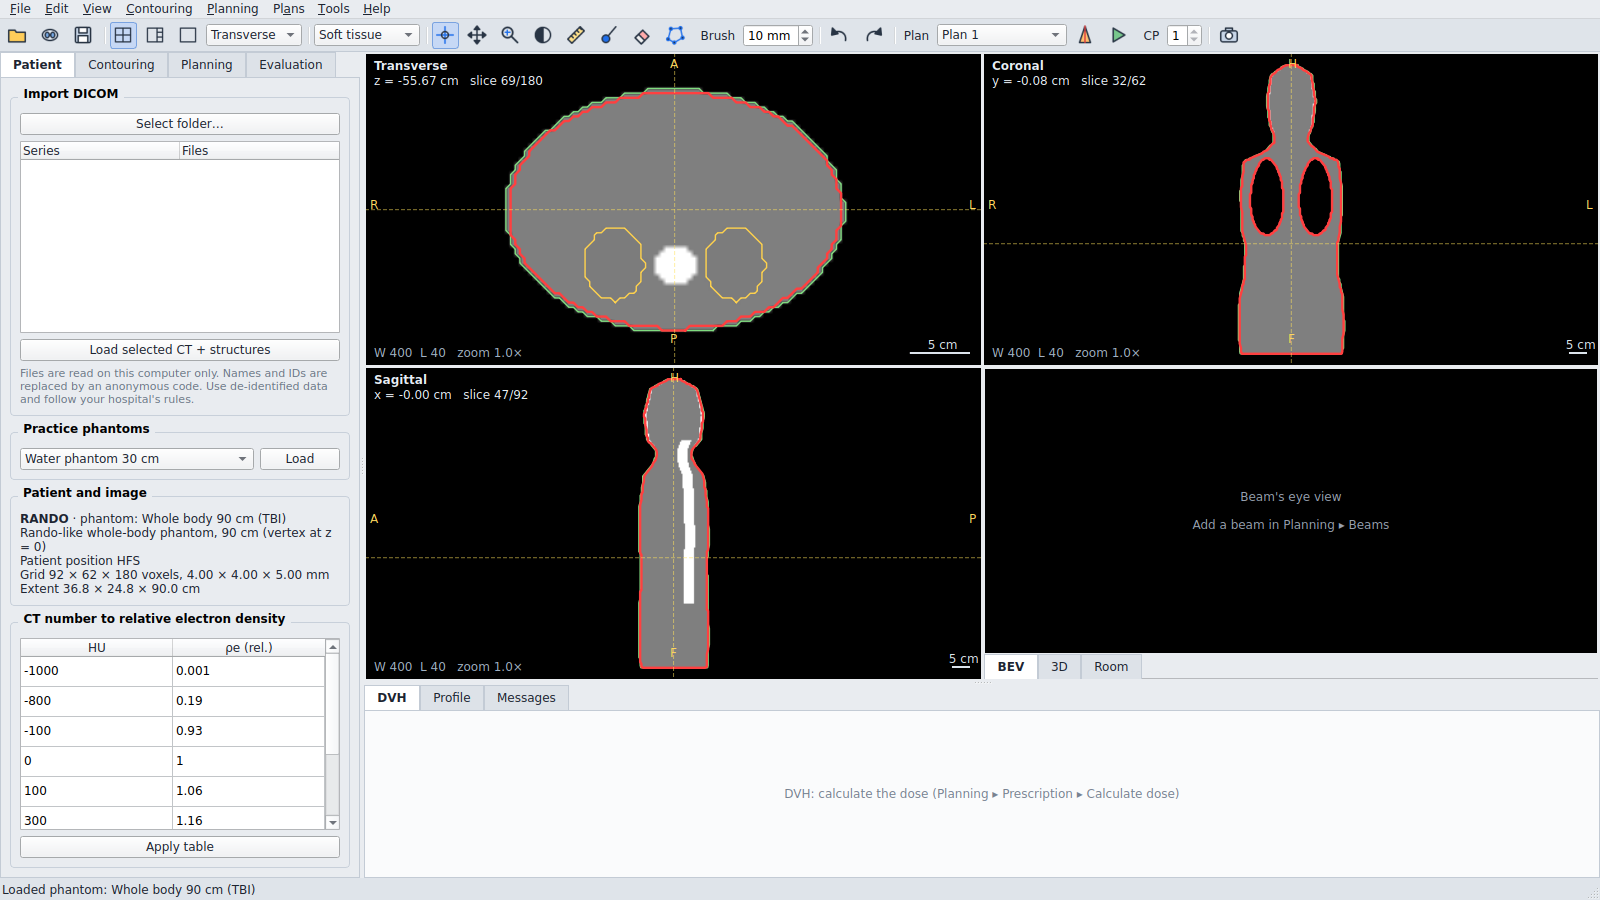 File Edit View Contouring Planning Plans Tools Help
Transverse Soft tissue Brush 10 mm Plan Plan 1 CP 1
Patient Contouring Planning Evaluation
Import DICOM
Select folder...
Series Files
Load selected CT + structures
Files are read on this computer only. Names and IDs are
replaced by an anonymous code. Use de-identified data
and follow your hospital's rules.
Practice phantoms
Water phantom 30 cm Load
Patient and image
RANDO · phantom: Whole body 90 cm (TBI)
Rando-like whole-body phantom, 90 cm (vertex at z
= 0)
Patient position HFS
Grid 92 × 62 × 180 voxels, 4.00 × 4.00 × 5.00 mm
Extent 36.8 × 24.8 × 90.0 cm
CT number to relative electron density
HU ρe (rel.)
-1000 0.001
-800 0.19
-100 0.93
0 1
100 1.06
300 1.16
Apply table
Transverse
z = -55.67 cm slice 69/180
A
R L
P
5 cm
W 400 L 40 zoom 1.0×
Coronal
y = -0.08 cm slice 32/62
H
R L
F
5 cm
W 400 L 40 zoom 1.0×
Sagittal
x = -0.00 cm slice 47/92
H
A P
F
5 cm
W 400 L 40 zoom 1.0×
Beam's eye view
Add a beam in Planning ▸ Beams
BEV 3D Room
DVH Profile Messages
DVH: calculate the dose (Planning ▸ Prescription ▸ Calculate dose)
Loaded phantom: Whole body 90 cm (TBI)